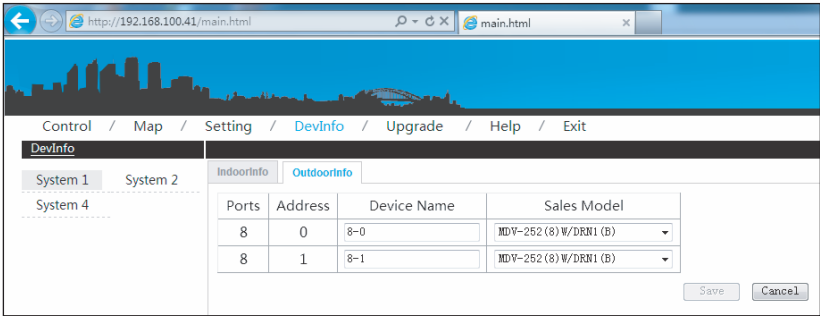 http://192.168.100.41/main.html main.html
Control / Map / Setting / DevInfo / Upgrade / Help / Exit
DevInfo
System 1 System 2
System 4
IndoorInfo OutdoorInfo
Ports Address Device Name Sales Model
8 0 8-0 MDV-252(8)W/DRN1(B)
8 1 8-1 MDV-252(8)W/DRN1(B)
Save Cancel